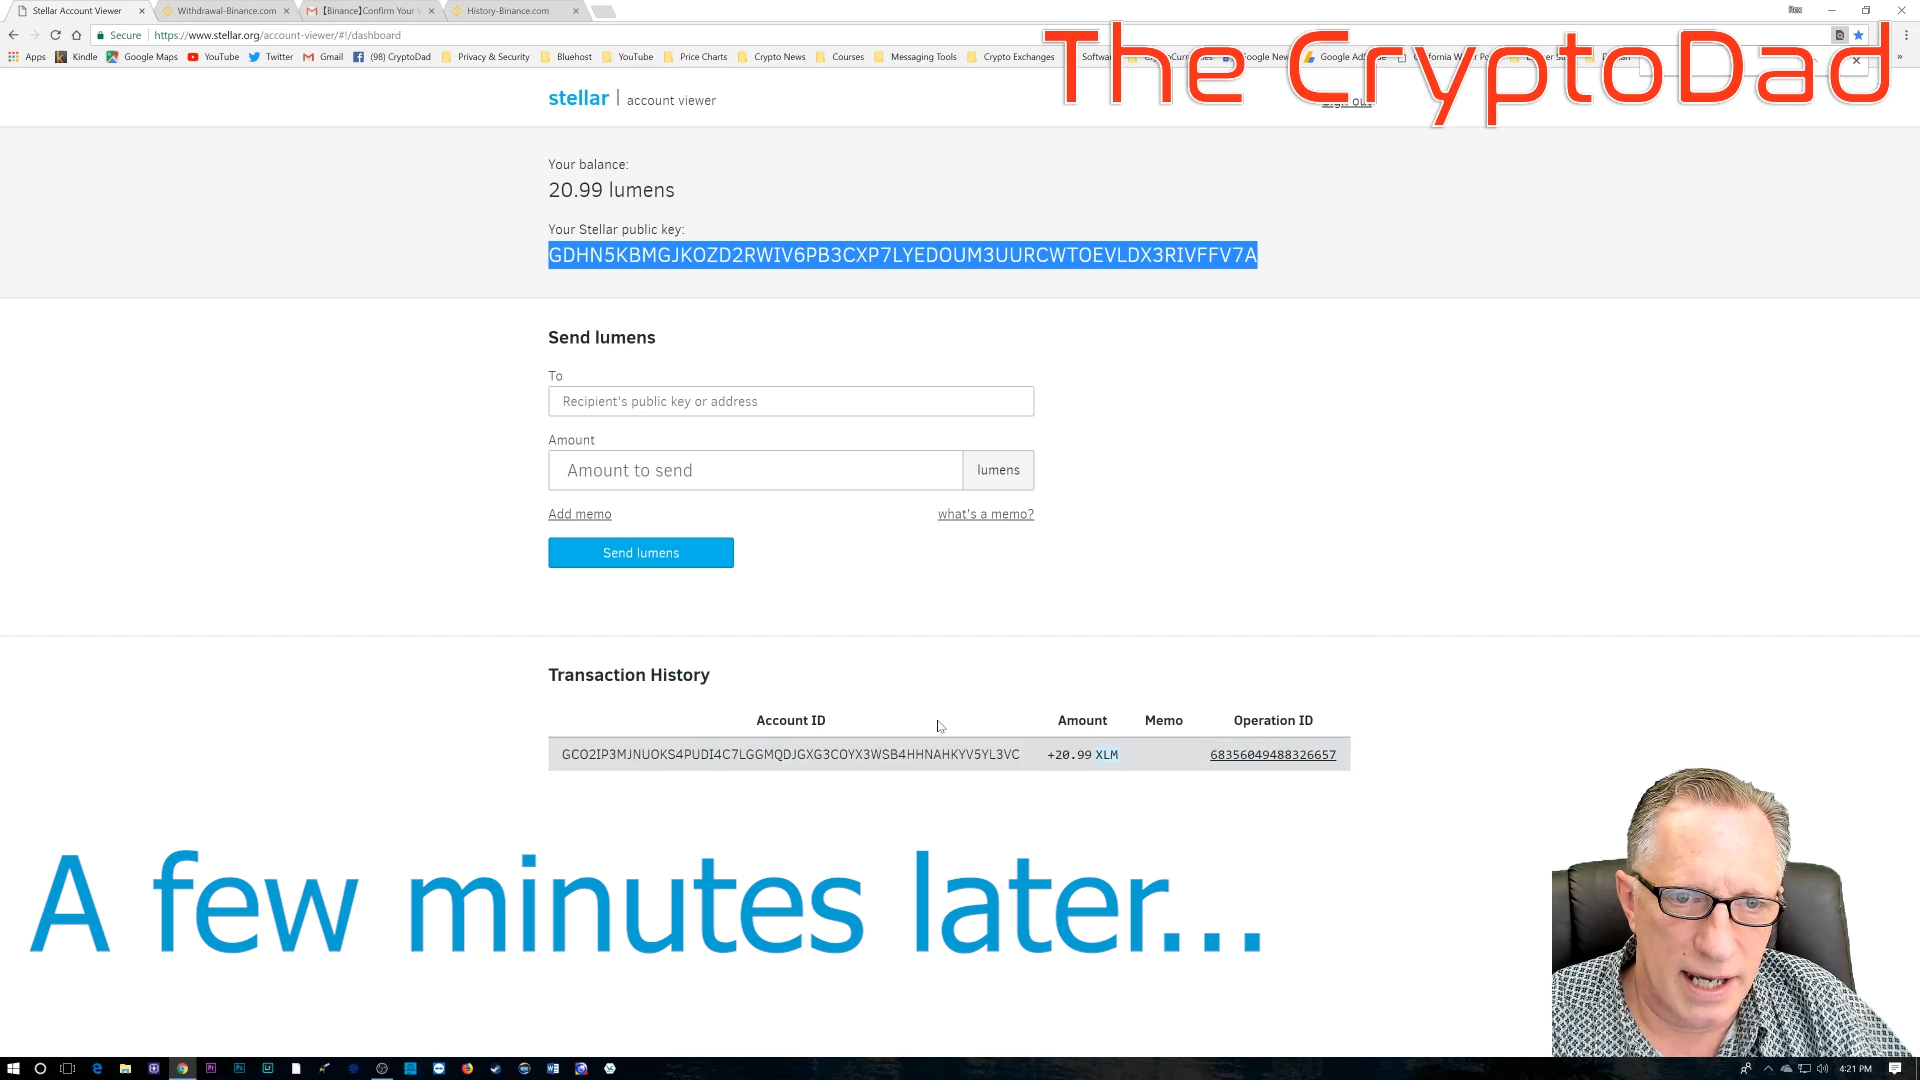 Stellar Account Viewer
Withdrawal-Binance.com
【Binance】Confirm Your
History-Binance.com
Secure
https://www.stellar.org/account-viewer/#!/dashboard
Apps Kindle Google Maps YouTube Twitter Gmail (98) CryptoDad Privacy & Security Bluehost YouTube Price Charts Crypto News Courses Messaging Tools Crypto Exchanges
The CryptoDad
stellar | account viewer
Sign out
Your balance:
20.99 lumens
Your Stellar public key:
GDHN5KBMGJKOZD2RWIV6PB3CXP7LYEDOUM3UURCWTOEVLDX3RIVFFV7A
Send lumens
To
Recipient's public key or address
Amount
Amount to send lumens
Add memo what's a memo?
Send lumens
Transaction History
Account ID Amount Memo Operation ID
GCO2IP3MJNUOKS4PUDI4C7LGGMQDJGXG3COYX3WSB4HHNAHKYV5YL3VC +20.99 XLM 68356049488326657
A few minutes later...
4:21 PM